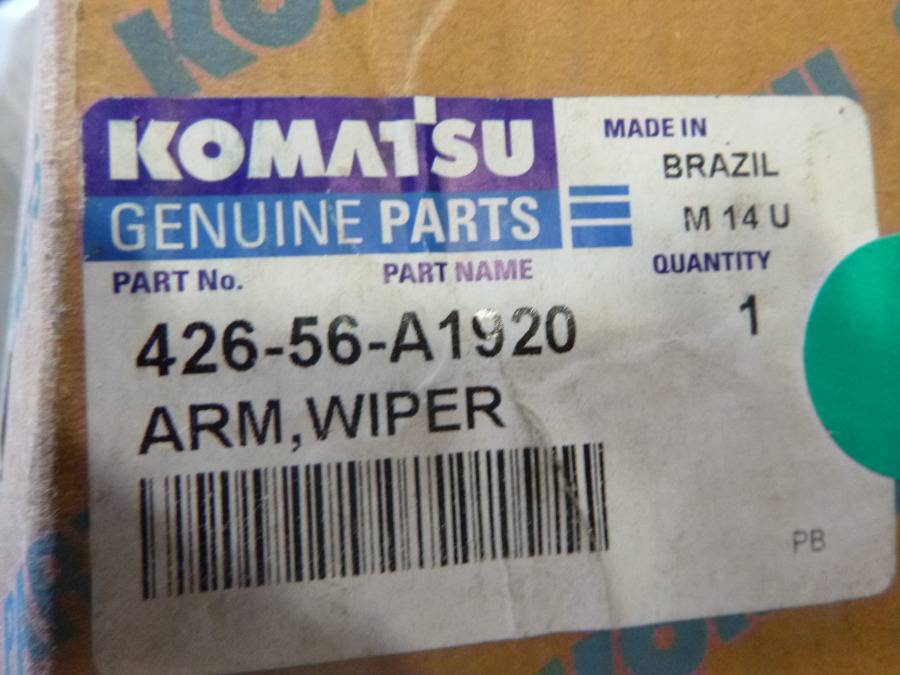 KOMATSU
GENUINE PARTS
MADE IN
BRAZIL
M 14 U
PART No.
PART NAME
QUANTITY
426-56-A1920
1
ARM,WIPER
PB